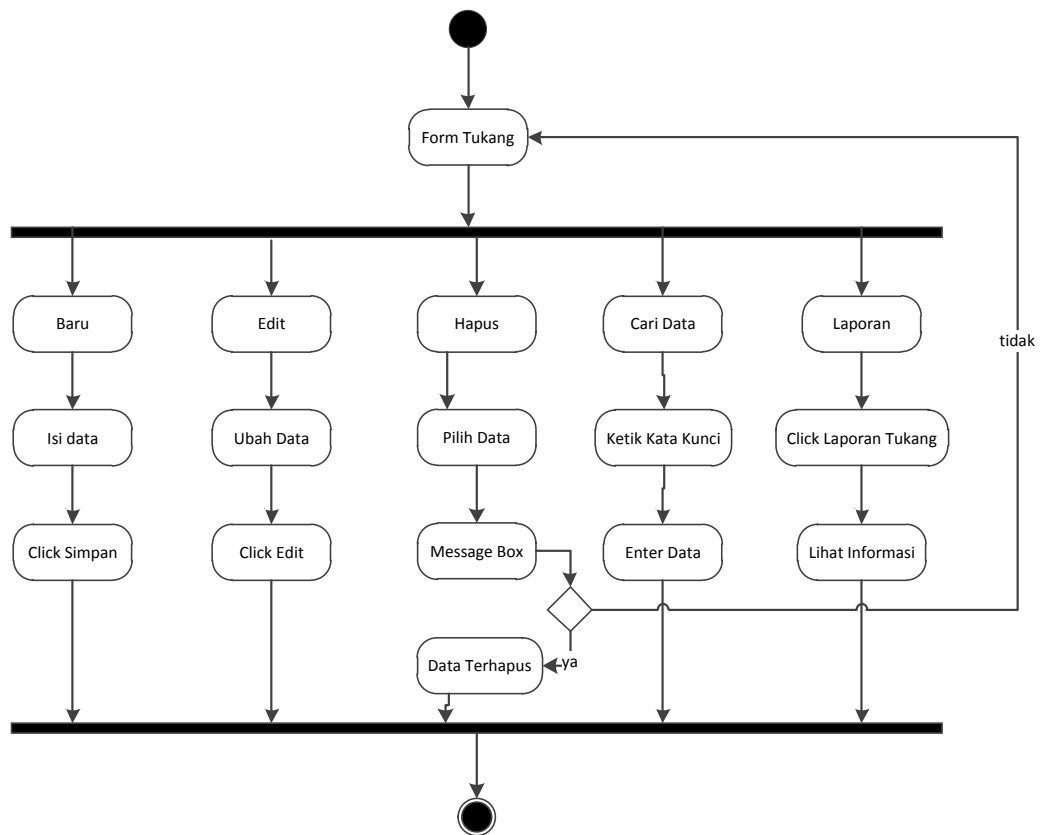 Form Tukang
Baru
Edit
Hapus
Cari Data
Laporan
tidak
Isi data
Ubah Data
Pilih Data
Ketik Kata Kunci
Click Laporan Tukang
Click Simpan
Click Edit
Message Box
Enter Data
Lihat Informasi
Data Terhapus
ya